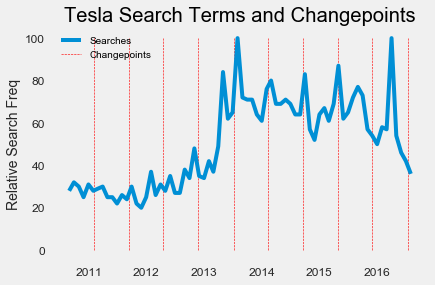 Tesla Search Terms and Changepoints
Searches
Changepoints
Relative Search Freq
100
80
60
40
20
0
2011 2012 2013 2014 2015 2016